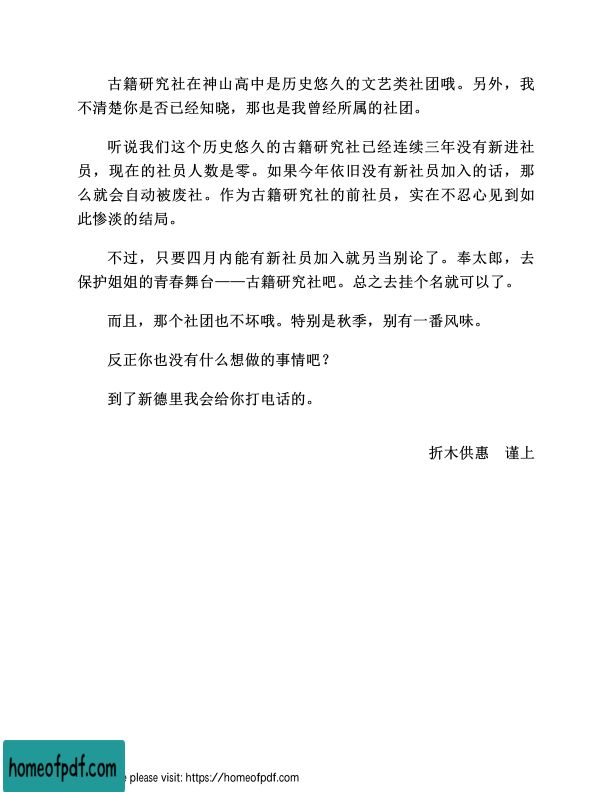 古籍研究社在神山高中是历史悠久的文艺类社团哦。另外，我
不清楚你是否已经知晓，那也是我曾经所属的社团。
听说我们这个历史悠久的古籍研究社已经连续三年没有新进社
员，现在的社员人数是零。如果今年依旧没有新社员加入的话，那
么就会自动被废社。作为古籍研究社的前社员，实在不忍心见到如
此惨淡的结局。
不过，只要四月内能有新社员加入就另当别论了。奉太郎，去
保护姐姐的青春舞台——古籍研究社吧。总之去挂个名就可以了。
而且，那个社团也不坏哦。特别是秋季，别有一番风味。
反正你也没有什么想做的事情吧？
到了新德里我会给你打电话的。
折木供惠　谨上
homeofpdf.com
e please visit: https://homeofpdf.com